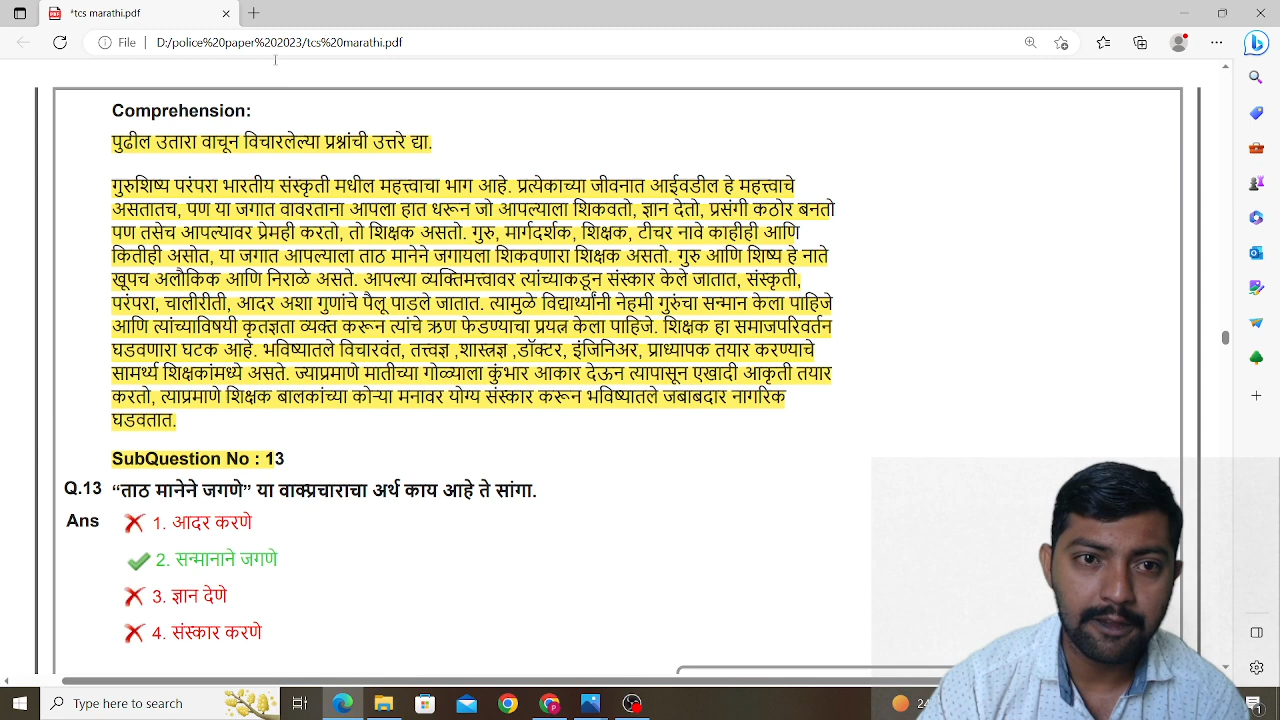 *tcs marathi.pdf
File D:/police%20paper%202023/tcs%20marathi.pdf
Comprehension:
पुढील उतारा वाचून विचारलेल्या प्रश्नांची उत्तरे द्या.
गुरुशिष्य परंपरा भारतीय संस्कृती मधील महत्त्वाचा भाग आहे. प्रत्येकाच्या जीवनात आईवडील हे महत्त्वाचे
असतातच, पण या जगात वावरताना आपला हात धरून जो आपल्याला शिकवतो, ज्ञान देतो, प्रसंगी कठोर बनतो
पण तसेच आपल्यावर प्रेमही करतो, तो शिक्षक असतो. गुरु, मार्गदर्शक, शिक्षक, टीचर नावे काहीही आणि
कितीही असोत, या जगात आपल्याला ताठ मानेने जगायला शिकवणारा शिक्षक असतो. गुरु आणि शिष्य हे नाते
खूपच अलौकिक आणि निराळे असते. आपल्या व्यक्तिमत्त्वावर त्यांच्याकडून संस्कार केले जातात, संस्कृती,
परंपरा, चालीरीती, आदर अशा गुणांचे पैलू पाडले जातात. त्यामुळे विद्यार्थ्यांनी नेहमी गुरुंचा सन्मान केला पाहिजे
आणि त्यांच्याविषयी कृतज्ञता व्यक्त करून त्यांचे ऋण फेडण्याचा प्रयत्न केला पाहिजे. शिक्षक हा समाजपरिवर्तन
घडवणारा घटक आहे. भविष्यातले विचारवंत, तत्त्वज्ञ ,शास्त्रज्ञ ,डॉक्टर, इंजिनिअर, प्राध्यापक तयार करण्याचे
सामर्थ्य शिक्षकांमध्ये असते. ज्याप्रमाणे मातीच्या गोळ्याला कुंभार आकार देऊन त्यापासून एखादी आकृती तयार
करतो, त्याप्रमाणे शिक्षक बालकांच्या कोऱ्या मनावर योग्य संस्कार करून भविष्यातले जबाबदार नागरिक
घडवतात.
SubQuestion No : 13
Q.13 “ताठ मानेने जगणे” या वाक्प्रचाराचा अर्थ काय आहे ते सांगा.
Ans 1. आदर करणे
2. सन्मानाने जगणे
3. ज्ञान देणे
4. संस्कार करणे
Type here to search